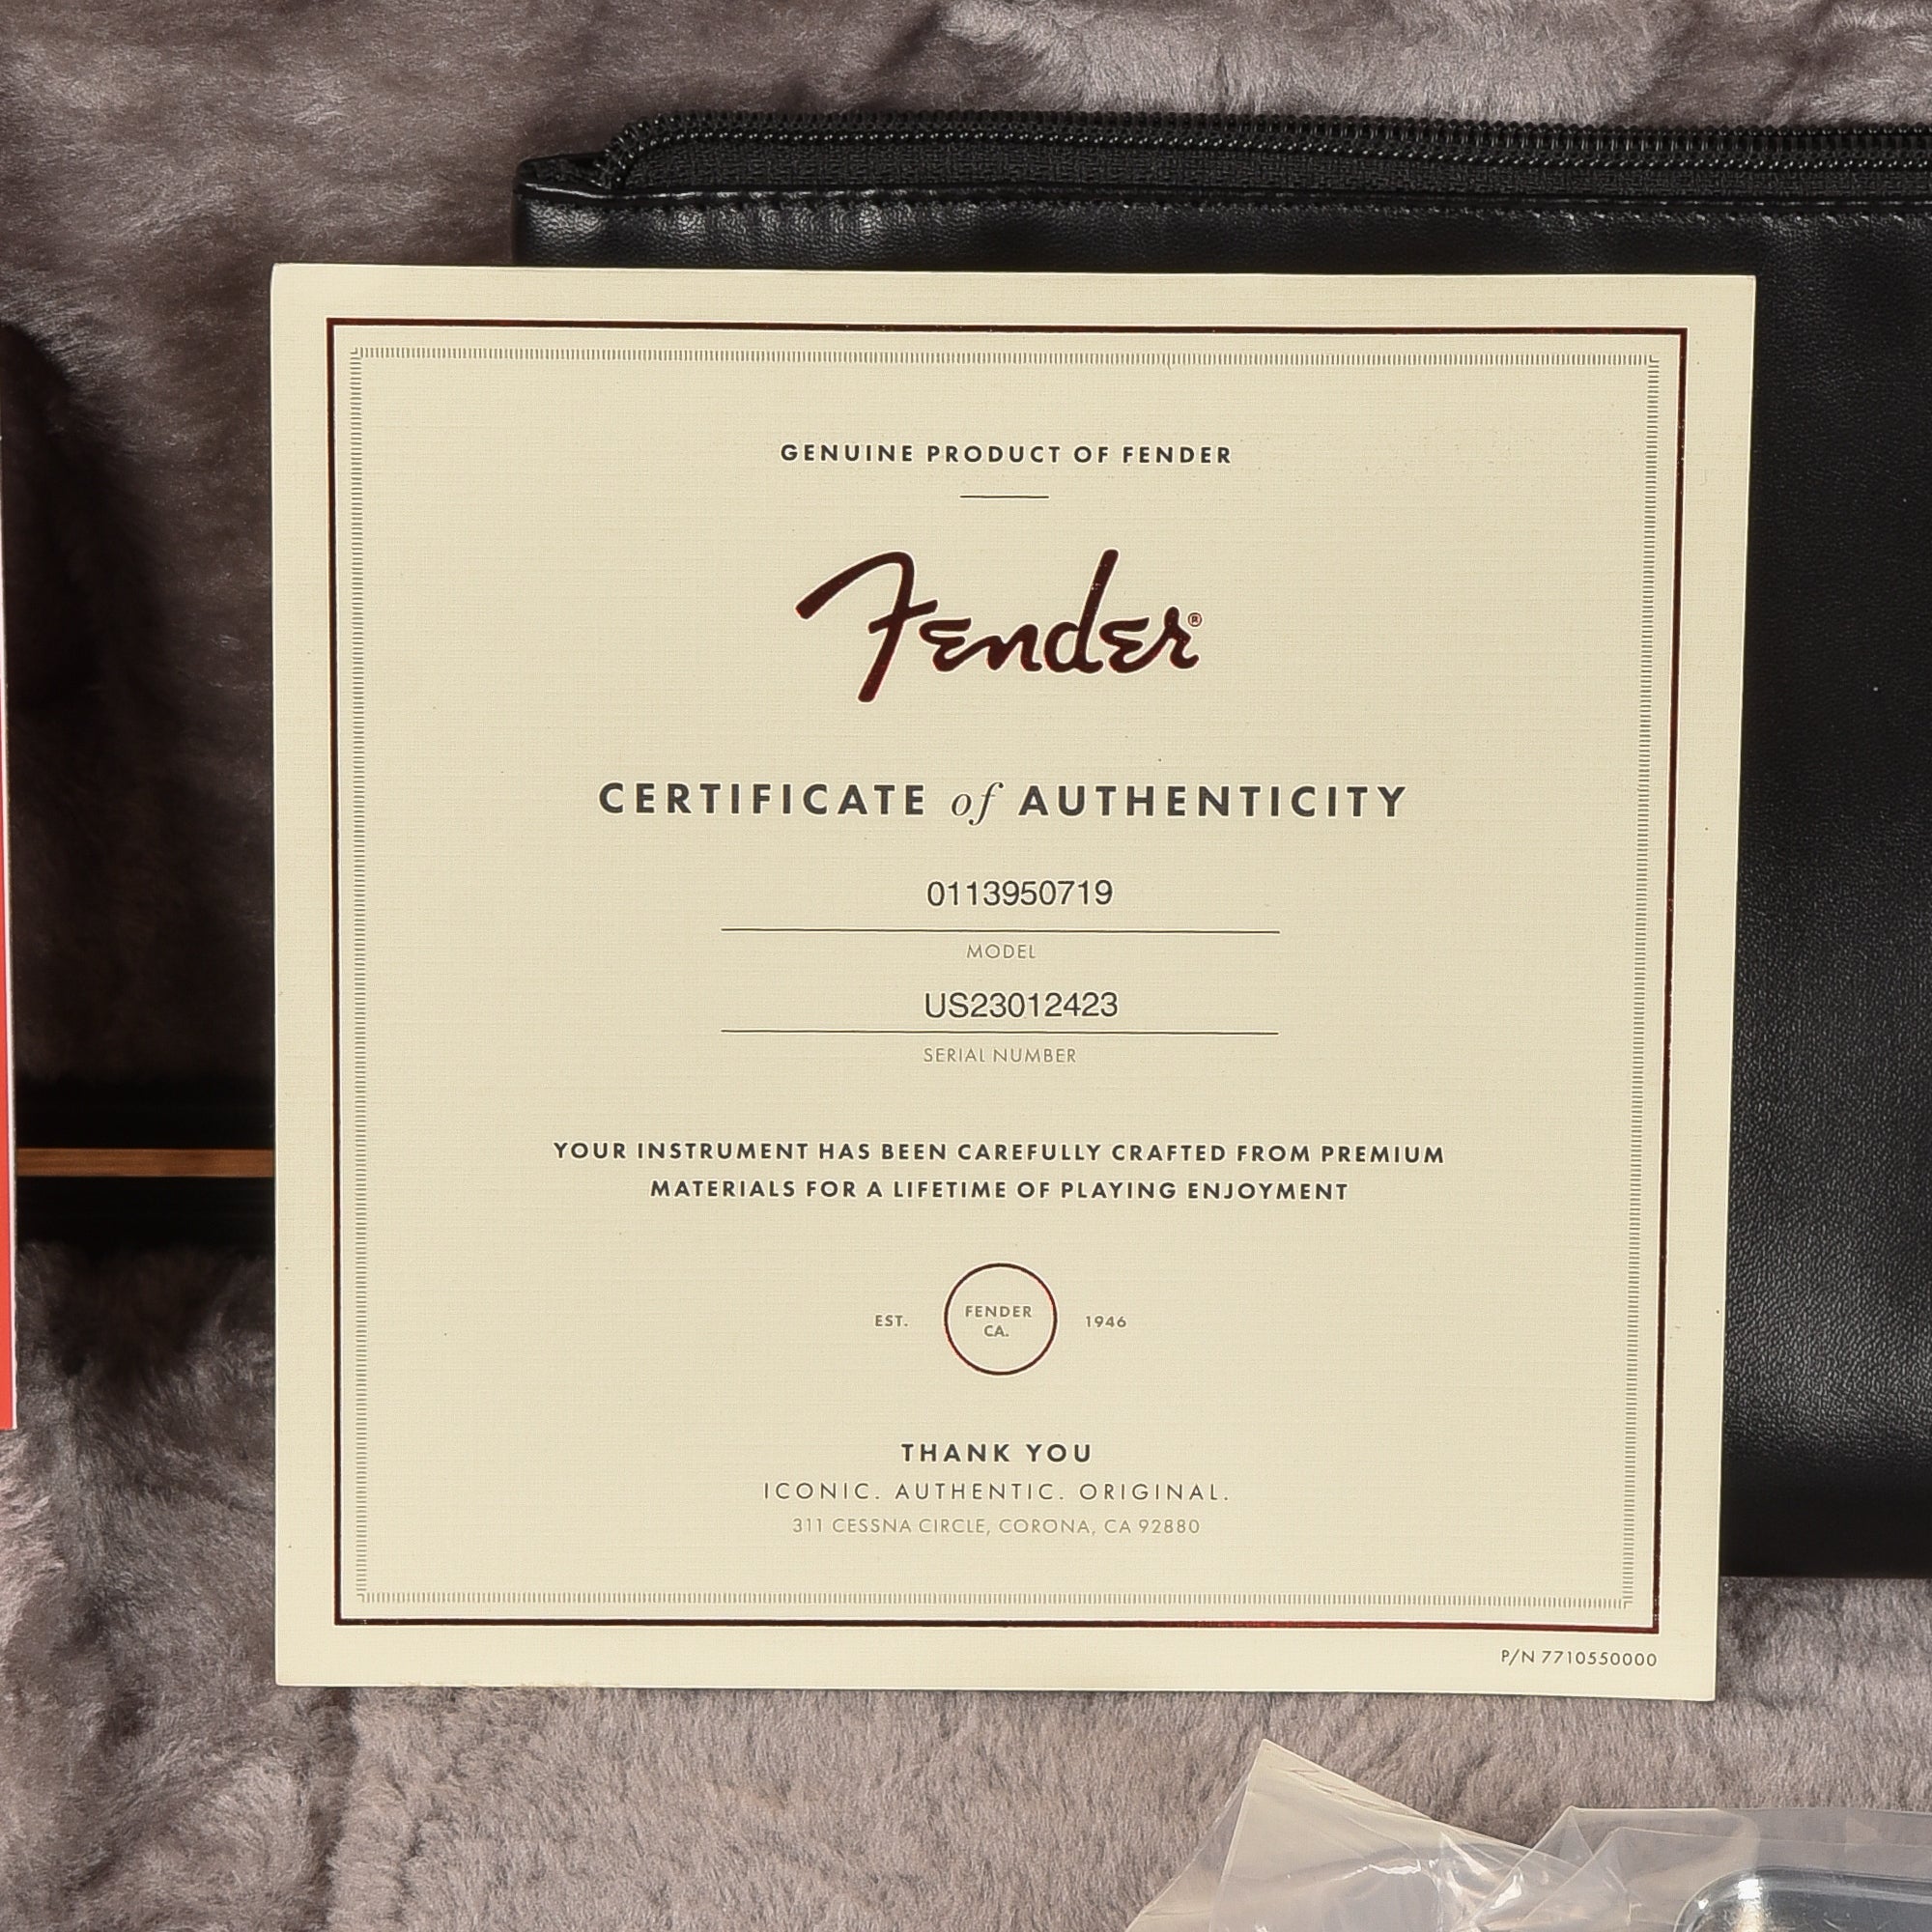 GENUINE PRODUCT OF FENDER
Fender®
CERTIFICATE of AUTHENTICITY
0113950719
MODEL
US23012423
SERIAL NUMBER
YOUR INSTRUMENT HAS BEEN CAREFULLY CRAFTED FROM PREMIUM
MATERIALS FOR A LIFETIME OF PLAYING ENJOYMENT
EST. FENDER CA. 1946
THANK YOU
ICONIC. AUTHENTIC. ORIGINAL.
311 CESSNA CIRCLE, CORONA, CA 92880
P/N 7710550000